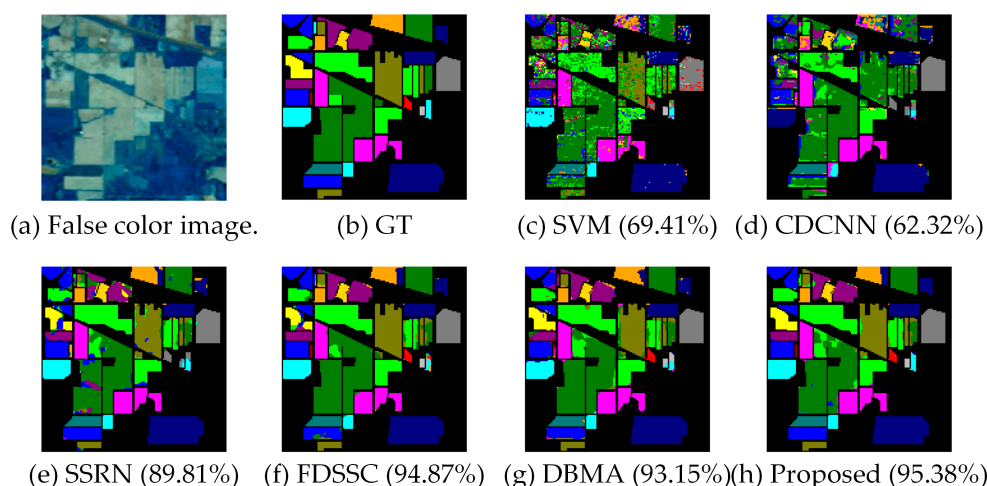 (a) False color image.
(b) GT
(c) SVM (69.41%)
(d) CDCNN (62.32%)
(e) SSRN (89.81%)
(f) FDSSC (94.87%)
(g) DBMA (93.15%)
(h) Proposed (95.38%)